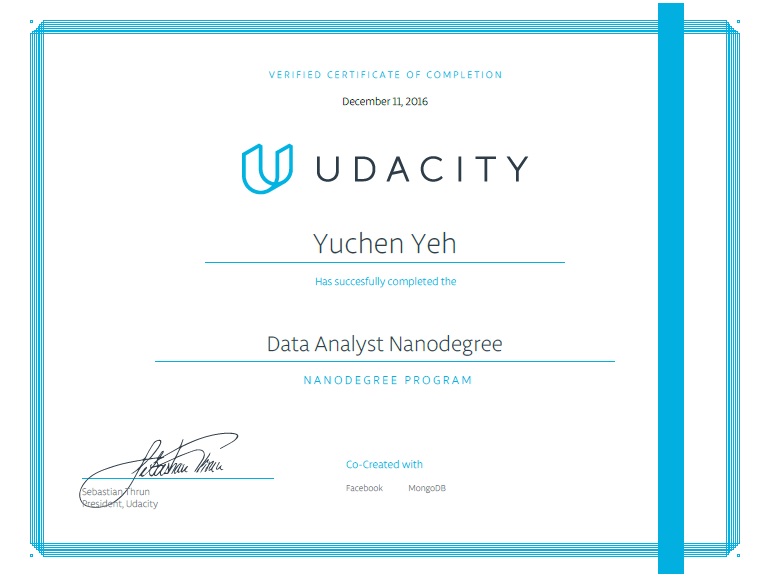 VERIFIED CERTIFICATE OF COMPLETION
December 11, 2016
UDACITY
Yuchen Yeh
Has succesfully completed the
Data Analyst Nanodegree
NANODEGREE PROGRAM
Sebastian Thrun
Sebastian Thrun
President, Udacity
Co-Created with
Facebook MongoDB